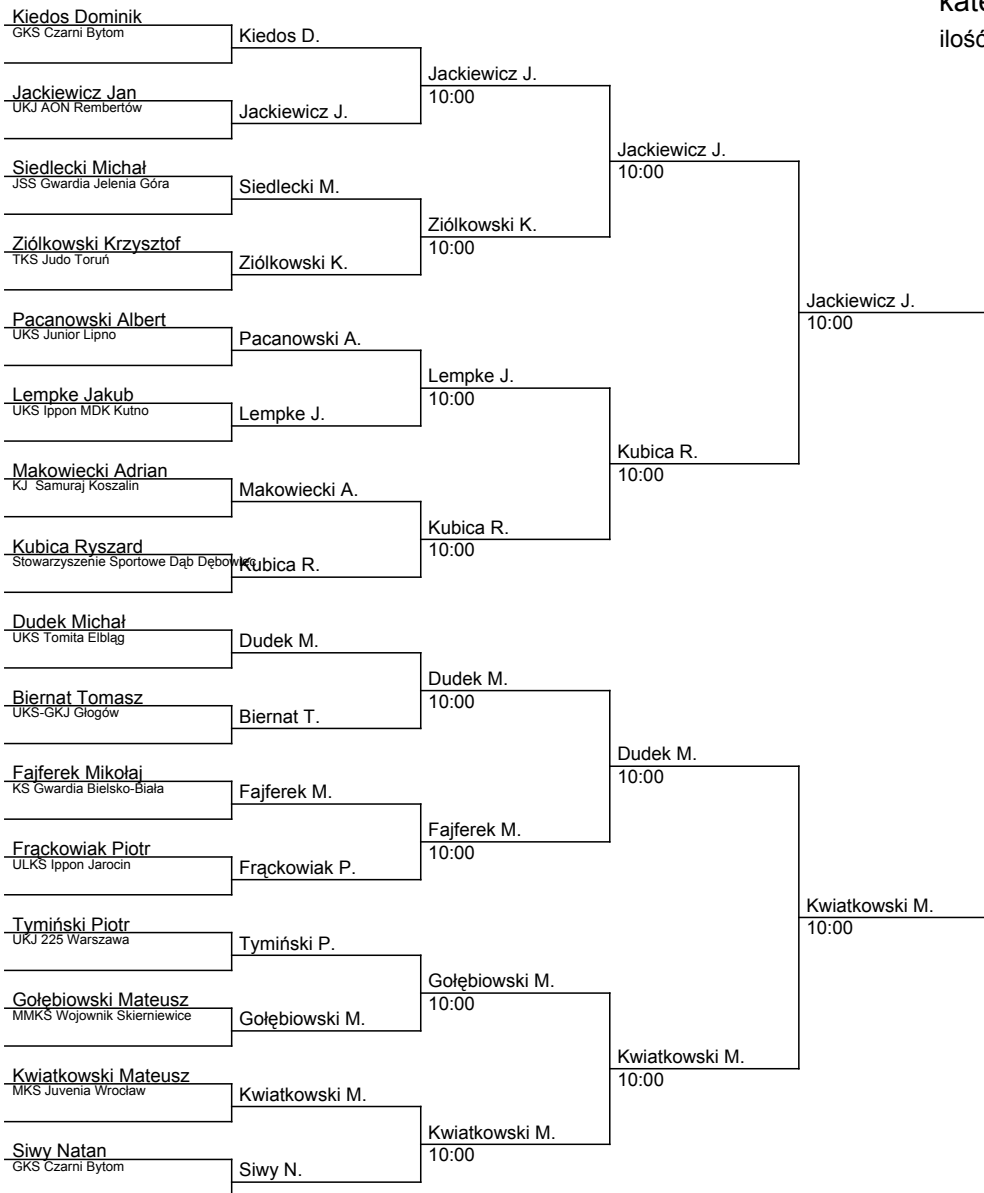 kate
ilość
Kiedos Dominik
GKS Czarni Bytom
Jackiewicz Jan
UKJ AON Rembertów
Siedlecki Michał
JSS Gwardia Jelenia Góra
Ziólkowski Krzysztof
TKS Judo Toruń
Pacanowski Albert
UKS Junior Lipno
Lempke Jakub
UKS Ippon MDK Kutno
Makowiecki Adrian
KJ Samuraj Koszalin
Kubica Ryszard
Stowarzyszenie Sportowe Dąb Dębowiec
Dudek Michał
UKS Tomita Elbląg
Biernat Tomasz
UKS-GKJ Głogów
Fajferek Mikołaj
KS Gwardia Bielsko-Biała
Frąckowiak Piotr
ULKS Ippon Jarocin
Tymiński Piotr
UKJ 225 Warszawa
Gołębiowski Mateusz
MMKS Wojownik Skierniewice
Kwiatkowski Mateusz
MKS Juvenia Wrocław
Siwy Natan
GKS Czarni Bytom
Kiedos D.
Jackiewicz J.
Siedlecki M.
Ziólkowski K.
Pacanowski A.
Lempke J.
Makowiecki A.
Kubica R.
Dudek M.
Biernat T.
Fajferek M.
Frąckowiak P.
Tymiński P.
Gołębiowski M.
Kwiatkowski M.
Siwy N.
Jackiewicz J.
10:00
Ziólkowski K.
10:00
Lempke J.
10:00
Kubica R.
10:00
Dudek M.
10:00
Fajferek M.
10:00
Gołębiowski M.
10:00
Kwiatkowski M.
10:00
Jackiewicz J.
10:00
Kubica R.
10:00
Dudek M.
10:00
Kwiatkowski M.
10:00
Jackiewicz J.
10:00
Kwiatkowski M.
10:00